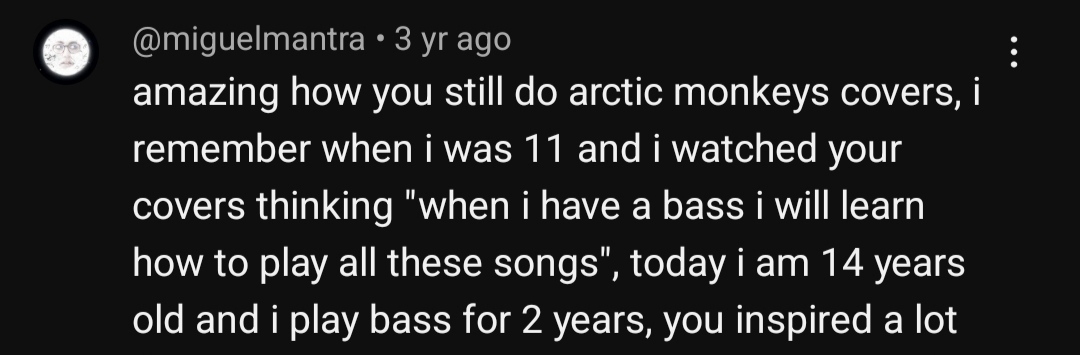 @miguelmantra • 3 yr ago
amazing how you still do arctic monkeys covers, i
remember when i was 11 and i watched your
covers thinking "when i have a bass i will learn
how to play all these songs", today i am 14 years
old and i play bass for 2 years, you inspired a lot